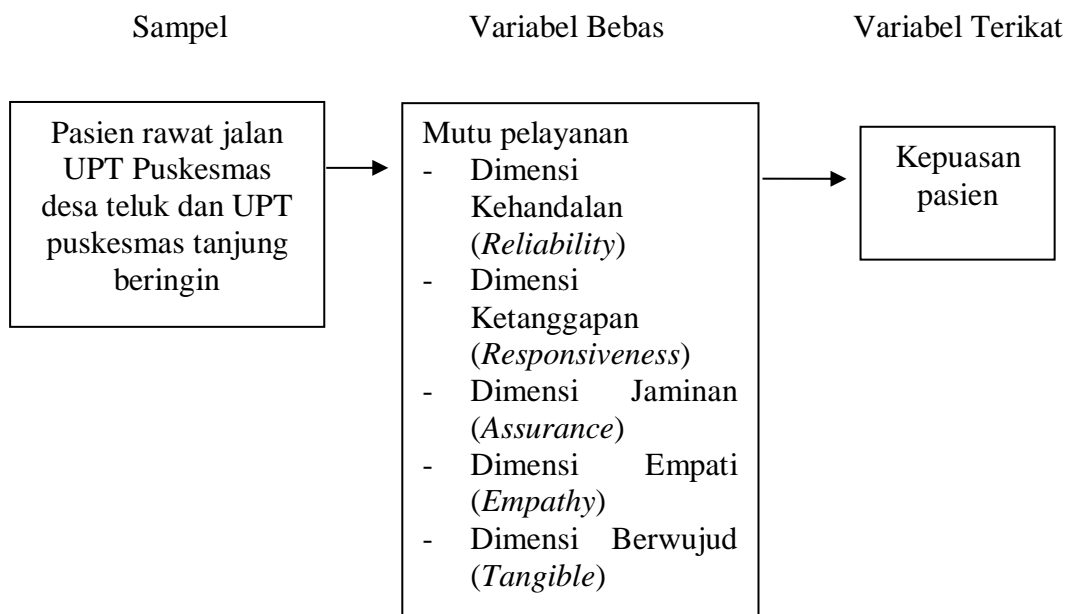 Sampel
Variabel Bebas
Variabel Terikat
Pasien rawat jalan
UPT Puskesmas
desa teluk dan UPT
puskesmas tanjung
beringin
Mutu pelayanan
- Dimensi
Kehandalan
(Reliability)
- Dimensi
Ketanggapan
(Responsiveness)
- Dimensi Jaminan
(Assurance)
- Dimensi Empati
(Empathy)
- Dimensi Berwujud
(Tangible)
Kepuasan
pasien